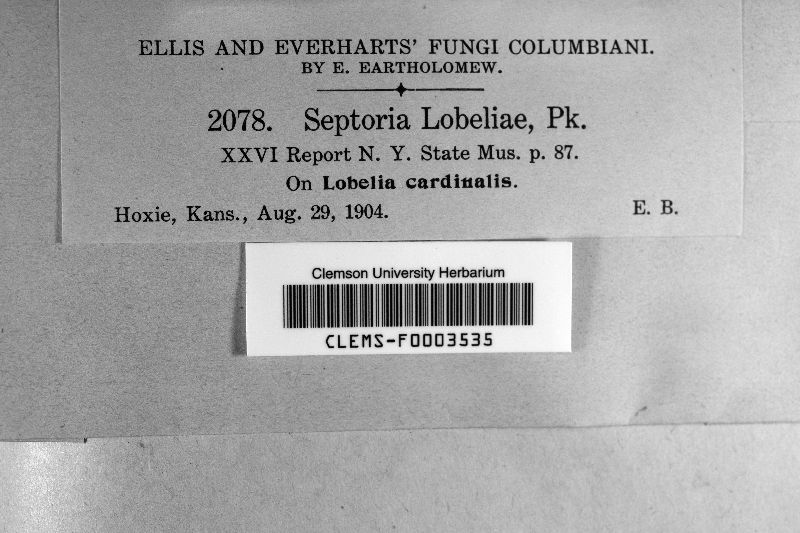 ELLIS AND EVERHARTS' FUNGI COLUMBIANI.
BY E. EARTHOLOMEW.
2078. Septoria Lobeliae, Pk.
XXVI Report N. Y. State Mus. p. 87.
On Lobelia cardinalis.
Hoxie, Kans., Aug. 29, 1904. E. B.
Clemson University Herbarium
CLEMS-F0003535